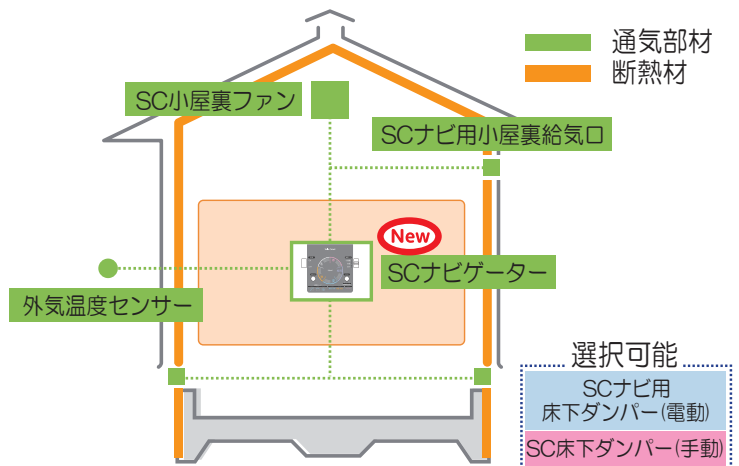 通気部材
断熱材
SC小屋裏ファン
SCナビ用小屋裏給気口
New
SCナビゲーター
外気温度センサー
選択可能
SCナビ用
床下ダンパー(電動)
SC床下ダンパー(手動)